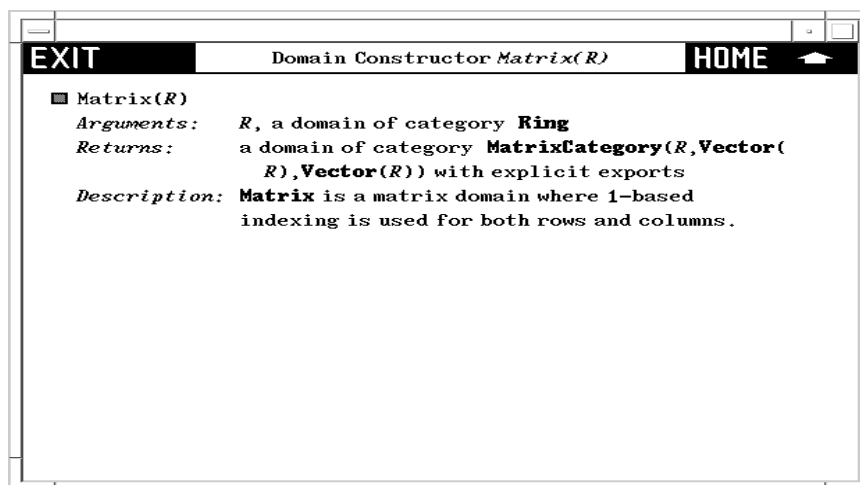 EXIT Domain Constructor Matrix(R) HOME
Matrix(R)
Arguments: R, a domain of category Ring
Returns: a domain of category MatrixCategory(R,Vector(
R),Vector(R)) with explicit exports
Description: Matrix is a matrix domain where 1-based
indexing is used for both rows and columns.